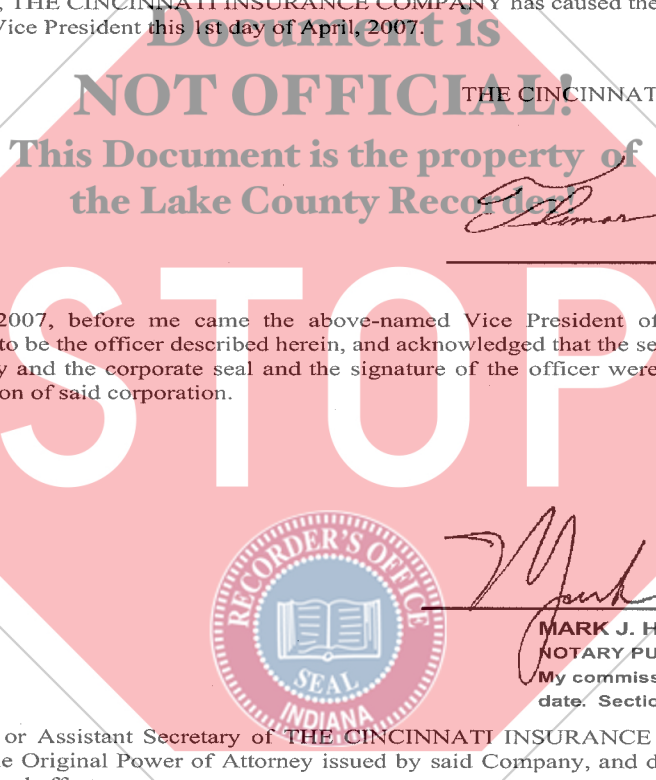 , THE CINCINNATI INSURANCE COMPANY has caused the
Vice President this 1st day of April, 2007.
Document is
NOT OFFICIAL!
THE CINCINNAT
This Document is the property of
the Lake County Recorder!
STOP
2007, before me came the above-named Vice President of
to be the officer described herein, and acknowledged that the se
y and the corporate seal and the signature of the officer were
on of said corporation.
RECORDER'S OFFICE
SEAL
INDIANA
Mark
MARK J. H
NOTARY PU
My commiss
date. Sectio
or Assistant Secretary of THE CINCINNATI INSURANCE
e Original Power of Attorney issued by said Company, and d